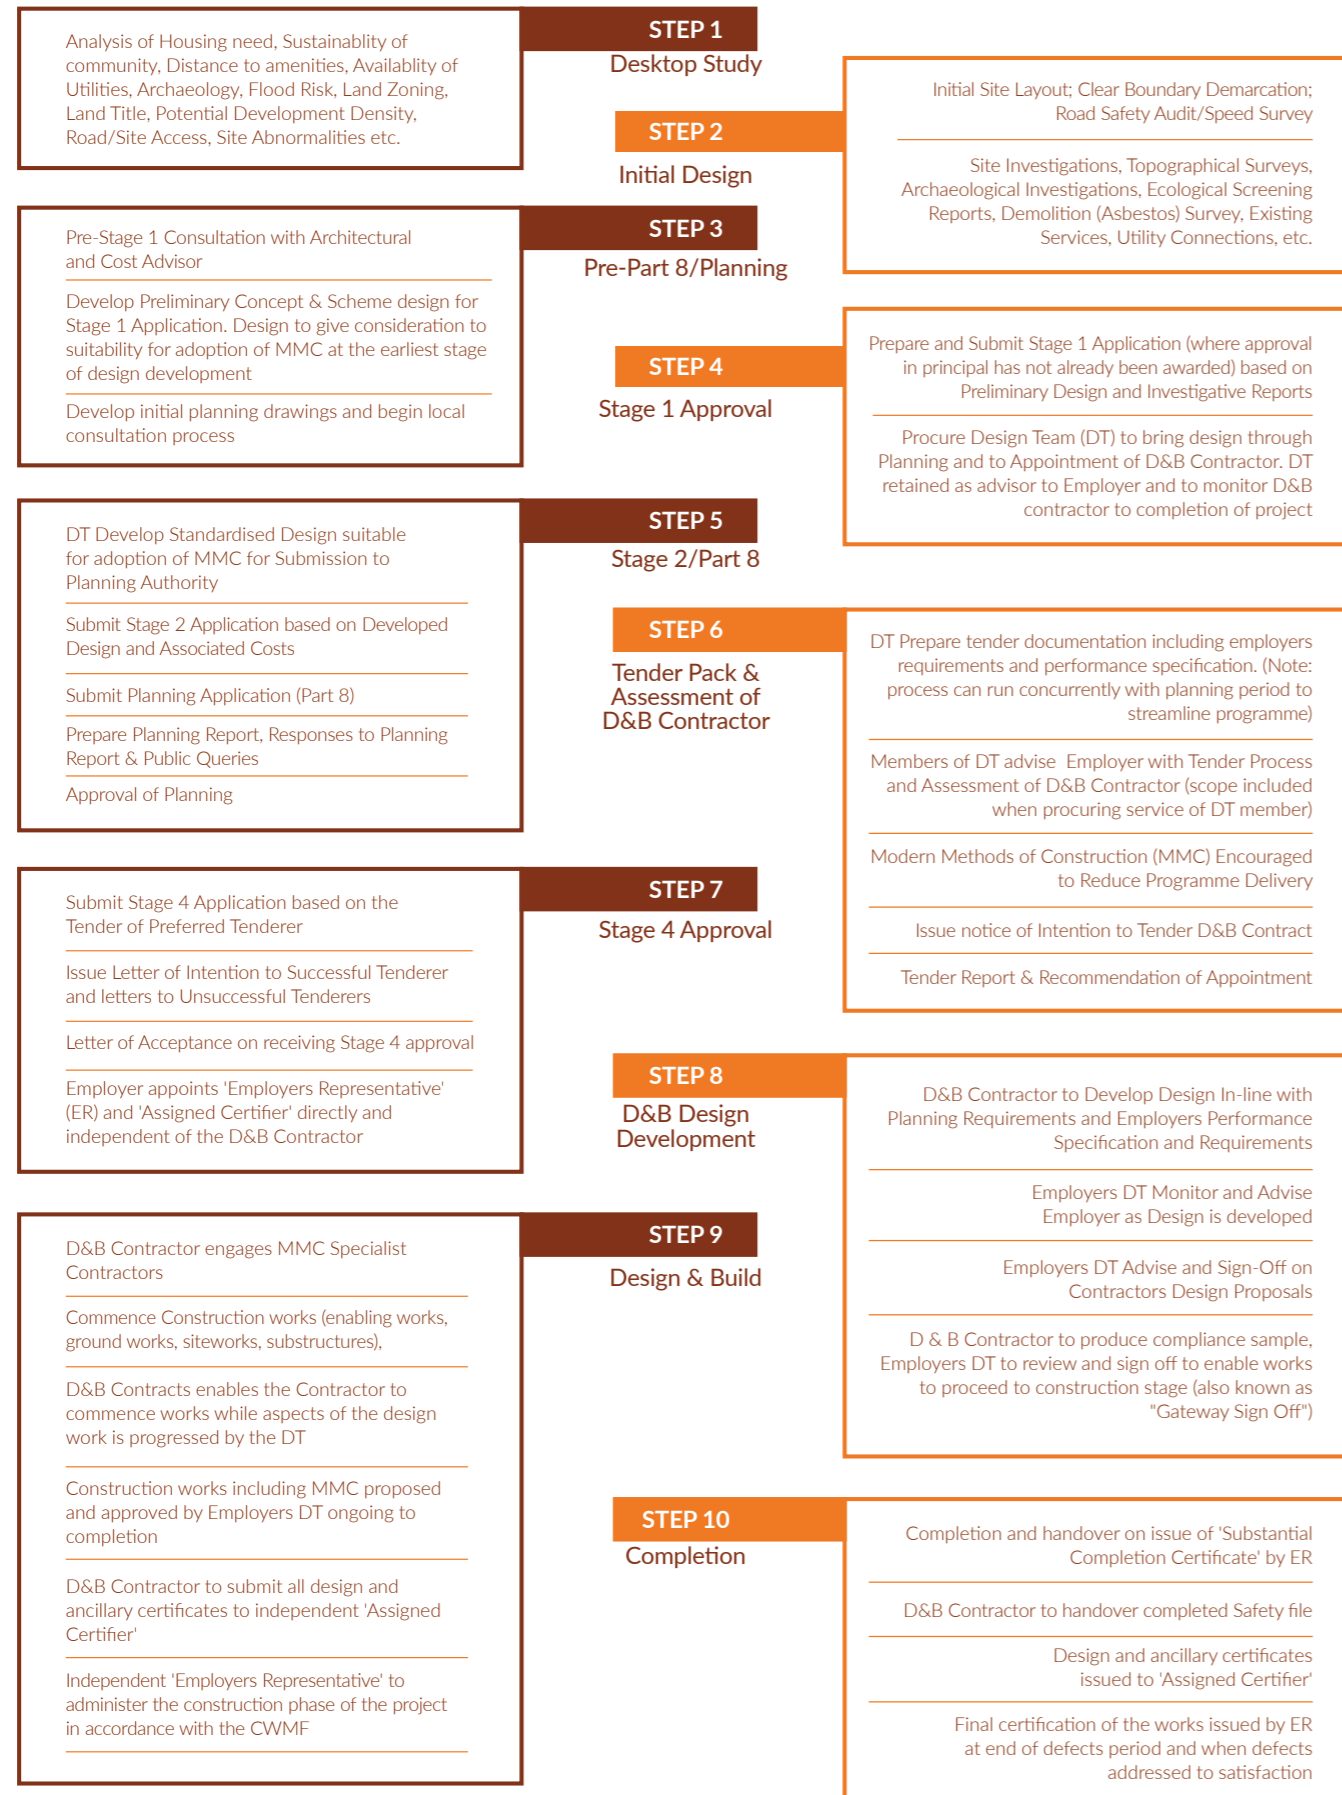 STEP 1
Desktop Study
Analysis of Housing need, Sustainablity of
community, Distance to amenities, Availablity of
Utilities, Archaeology, Flood Risk, Land Zoning,
Land Title, Potential Development Density,
Road/Site Access, Site Abnormalities etc.
STEP 2
Initial Design
Initial Site Layout; Clear Boundary Demarcation;
Road Safety Audit/Speed Survey
Site Investigations, Topographical Surveys,
Archaeological Investigations, Ecological Screening
Reports, Demolition (Asbestos) Survey, Existing
Services, Utility Connections, etc.
STEP 3
Pre-Part 8/Planning
Pre-Stage 1 Consultation with Architectural
and Cost Advisor
Develop Preliminary Concept & Scheme design for
Stage 1 Application. Design to give consideration to
suitability for adoption of MMC at the earliest stage
of design development
Develop initial planning drawings and begin local
consultation process
STEP 4
Stage 1 Approval
Prepare and Submit Stage 1 Application (where approval
in principal has not already been awarded) based on
Preliminary Design and Investigative Reports
Procure Design Team (DT) to bring design through
Planning and to Appointment of D&B Contractor. DT
retained as advisor to Employer and to monitor D&B
contractor to completion of project
STEP 5
Stage 2/Part 8
DT Develop Standardised Design suitable
for adoption of MMC for Submission to
Planning Authority
Submit Stage 2 Application based on Developed
Design and Associated Costs
Submit Planning Application (Part 8)
Prepare Planning Report, Responses to Planning
Report & Public Queries
Approval of Planning
STEP 6
Tender Pack &
Assessment of
D&B Contractor
DT Prepare tender documentation including employers
requirements and performance specification. (Note:
process can run concurrently with planning period to
streamline programme)
Members of DT advise Employer with Tender Process
and Assessment of D&B Contractor (scope included
when procuring service of DT member)
Modern Methods of Construction (MMC) Encouraged
to Reduce Programme Delivery
Issue notice of Intention to Tender D&B Contract
Tender Report & Recommendation of Appointment
STEP 7
Stage 4 Approval
Submit Stage 4 Application based on the
Tender of Preferred Tenderer
Issue Letter of Intention to Successful Tenderer
and letters to Unsuccessful Tenderers
Letter of Acceptance on receiving Stage 4 approval
Employer appoints 'Employers Representative'
(ER) and 'Assigned Certifier' directly and
independent of the D&B Contractor
STEP 8
D&B Design
Development
D&B Contractor to Develop Design In-line with
Planning Requirements and Employers Performance
Specification and Requirements
Employers DT Monitor and Advise
Employer as Design is developed
Employers DT Advise and Sign-Off on
Contractors Design Proposals
D & B Contractor to produce compliance sample,
Employers DT to review and sign off to enable works
to proceed to construction stage (also known as
"Gateway Sign Off")
STEP 9
Design & Build
D&B Contractor engages MMC Specialist
Contractors
Commence Construction works (enabling works,
ground works, siteworks, substructures),
D&B Contracts enables the Contractor to
commence works while aspects of the design
work is progressed by the DT
Construction works including MMC proposed
and approved by Employers DT ongoing to
completion
D&B Contractor to submit all design and
ancillary certificates to independent 'Assigned
Certifier'
Independent 'Employers Representative' to
administer the construction phase of the project
in accordance with the CWMF
STEP 10
Completion
Completion and handover on issue of 'Substantial
Completion Certificate' by ER
D&B Contractor to handover completed Safety file
Design and ancillary certificates
issued to 'Assigned Certifier'
Final certification of the works issued by ER
at end of defects period and when defects
addressed to satisfaction